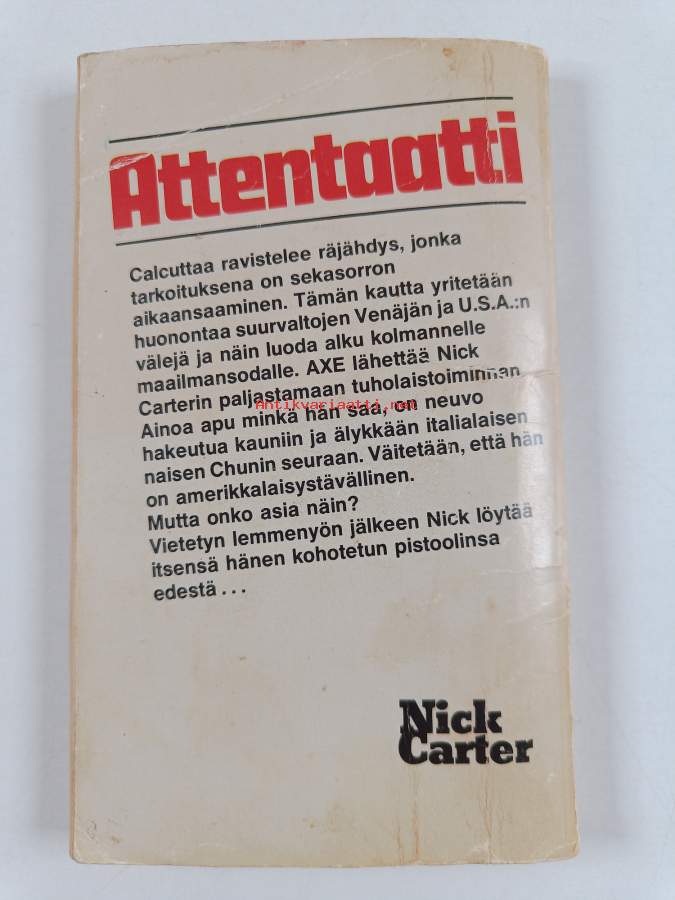 Attentaatti
Calcuttaa ravistelee räjähdys, jonka
tarkoituksena on sekasorron
aikaansaaminen. Tämän kautta yritetään
huonontaa suurvaltojen Venäjän ja U.S.A.:n
välejä ja näin luoda alku kolmannelle
maailmansodalle. AXE lähettää Nick
Carterin paljastamaan tuholaistoiminnan
Ainoa apu minkä hän saa, on neuvo
Antikvariaatti.net
hakeutua kauniin ja älykkään italialaisen
naisen Chunin seuraan. Väitetään, että hän
on amerikkalaisystävällinen.
Mutta onko asia näin?
Vietetyn lemmenyön jälkeen Nick löytää
itsensä hänen kohotetun pistoolinsa
edestä...
Nick
Carter